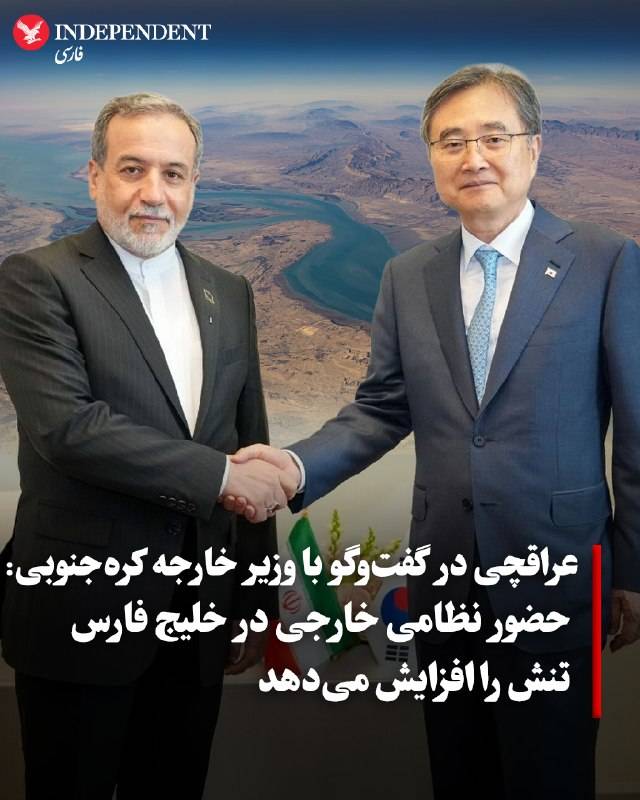 INDEPENDENT
فارسی
عراقچی در گفت‌وگو با وزیر خارجه کره‌جنوبی:
حضور نظامی خارجی در خلیج فارس
تنش را افزایش می‌دهد